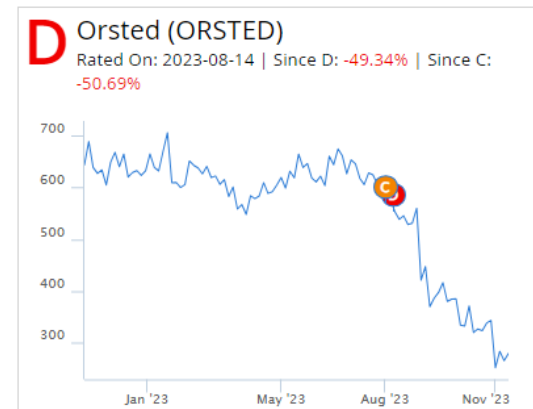 D
Orsted (ORSTED)
Rated On: 2023-08-14 | Since D: -49.34% | Since C:
-50.69%
700
600
500
400
300
C
Jan '23
May '23
Aug '23
Nov '23